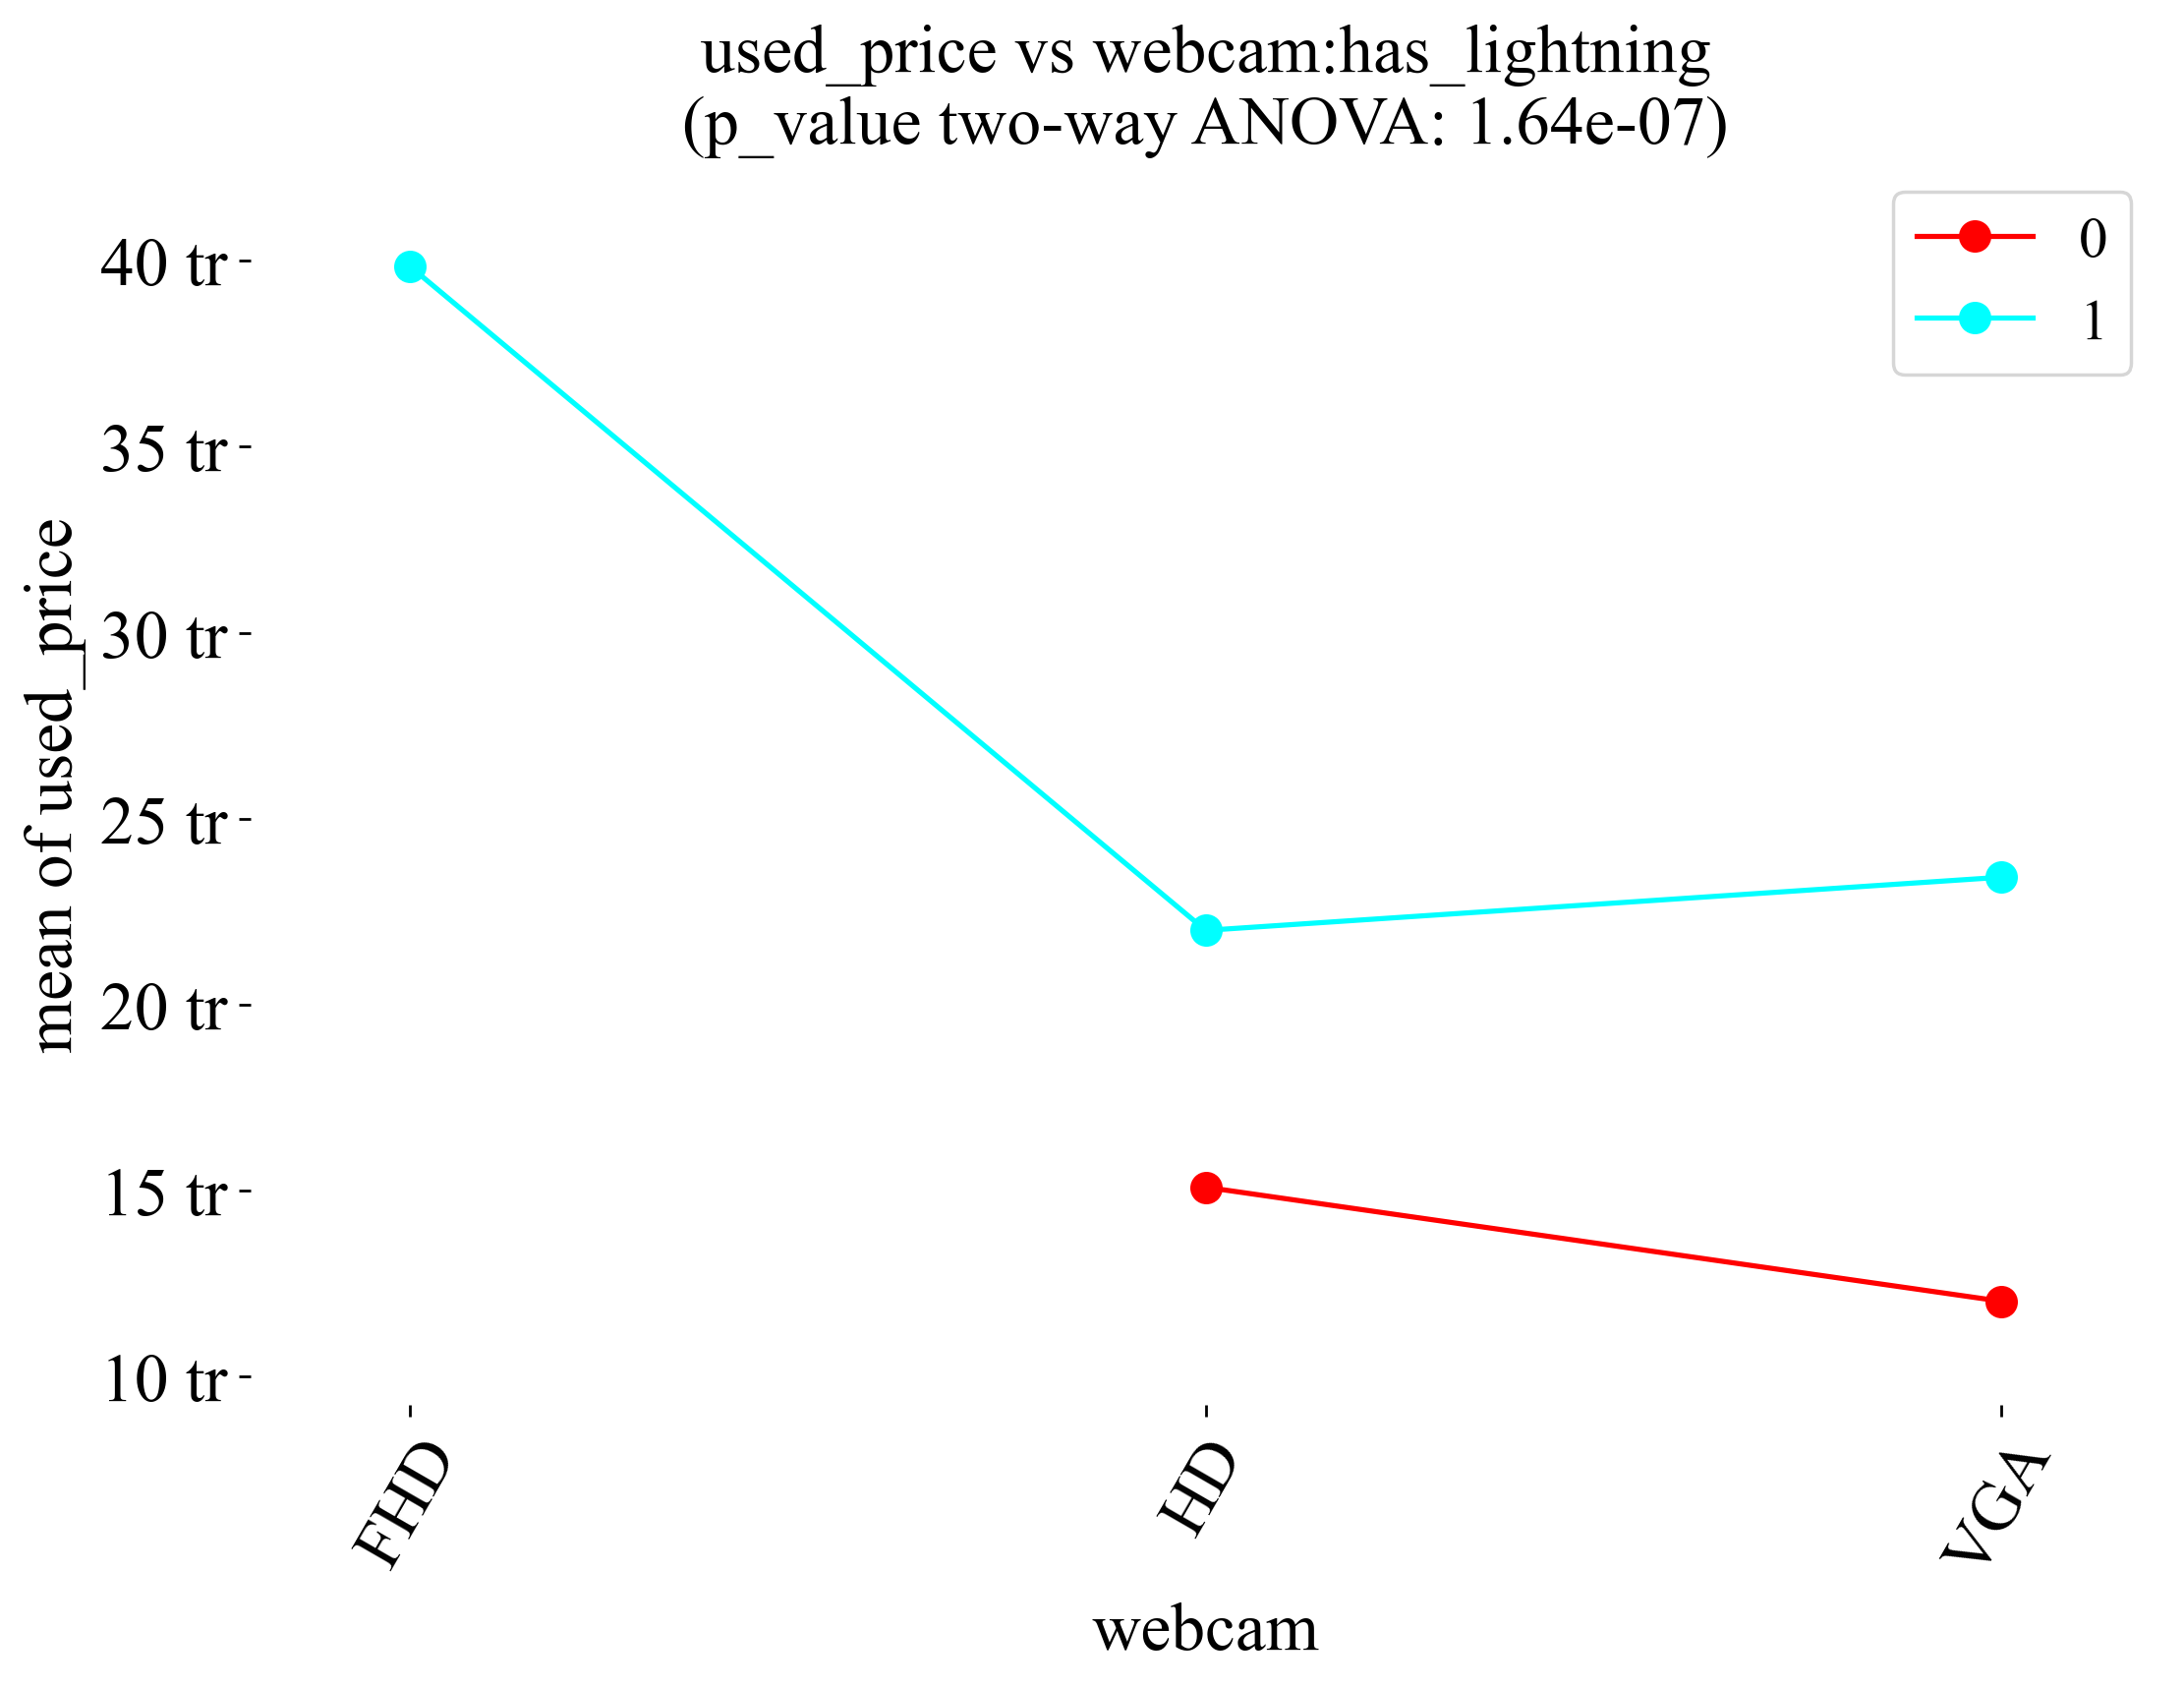 used_price vs webcam:has_lightning
(p_value two-way ANOVA: 1.64e-07)
0
1
40 tr
35 tr
30 tr
25 tr
20 tr
15 tr
10 tr
mean of used_price
FHD
HD
VGA
webcam